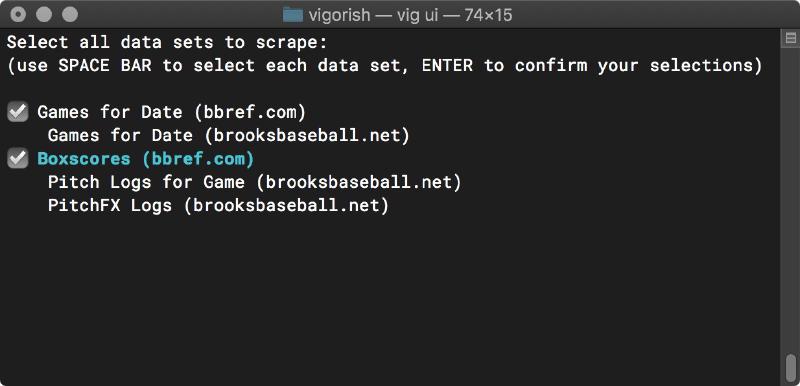 vigorish — vig ui — 74×15
Select all data sets to scrape:
(use SPACE BAR to select each data set, ENTER to confirm your selections)
Games for Date (bbref.com)
Games for Date (brooksbaseball.net)
Boxscores (bbref.com)
Pitch Logs for Game (brooksbaseball.net)
PitchFX Logs (brooksbaseball.net)